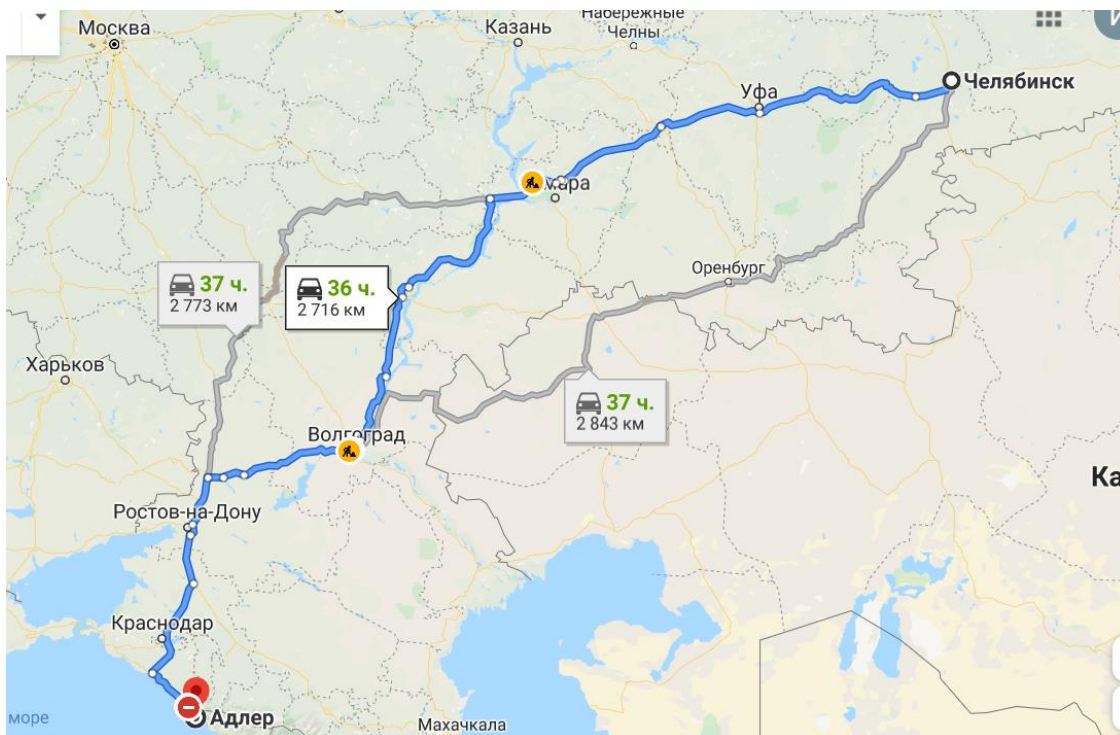 Москва
Казань
Набережные
Челны
И
Челябинск
Уфа
37 ч.
2 773 км
36 ч.
2 716 км
Оренбург
Харьков
37 ч.
2 843 км
Волгоград
Ка
Ростов-на-Дону
Краснодар
Адлер
море
Махачкала